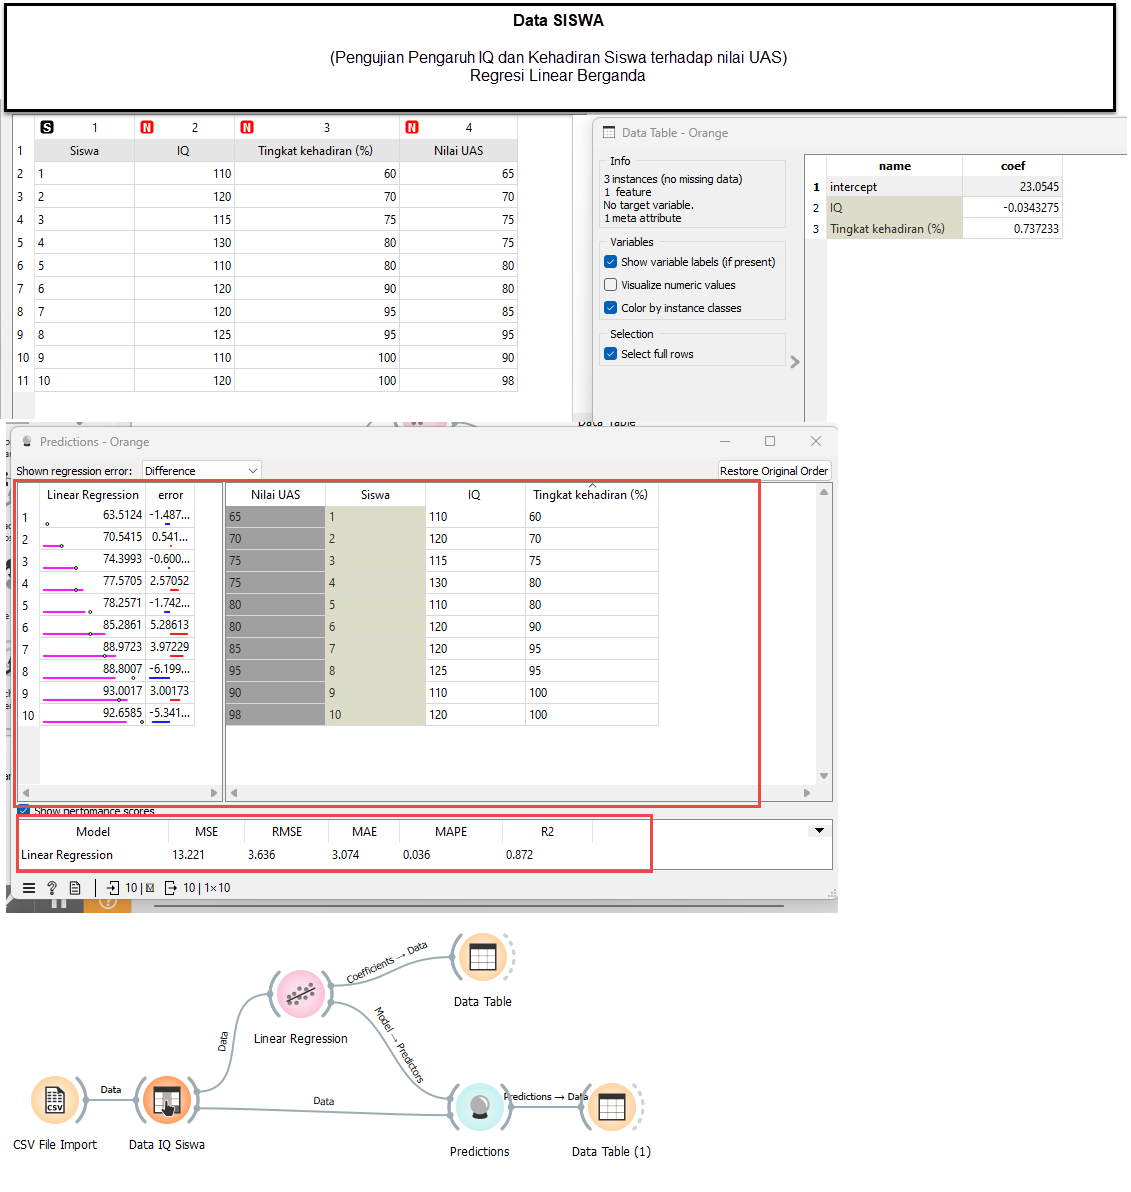 Data SISWA
(Pengujian Pengaruh IQ dan Kehadiran Siswa terhadap nilai UAS)
Regresi Linear Berganda
S 1 N 2 N 3 N 4
1 Siswa IQ Tingkat kehadiran (%) Nilai UAS
2 1 110 60 65
3 2 120 70 70
4 3 115 75 75
5 4 130 80 75
6 5 110 80 80
7 6 120 90 80
8 7 120 95 85
9 8 125 95 95
10 9 110 100 90
11 10 120 100 98
Data Table - Orange
Info
3 instances (no missing data)
1 feature
No target variable.
1 meta attribute
Variables
Show variable labels (if present)
Visualize numeric values
Color by instance classes
Selection
Select full rows
name coef
1 intercept 23.0545
2 IQ -0.0343275
3 Tingkat kehadiran (%) 0.737233
Data Table
Predictions - Orange
Shown regression error: Difference
Restore Original Order
Linear Regression error Nilai UAS Siswa IQ Tingkat kehadiran (%)
1 63.5124 -1.487... 65 1 110 60
2 70.5415 0.541... 70 2 120 70
3 74.3993 -0.600... 75 3 115 75
4 77.5705 2.57052 75 4 130 80
5 78.2571 -1.742... 80 5 110 80
6 85.2861 5.28613 80 6 120 90
7 88.9723 3.97229 85 7 120 95
8 88.8007 -6.199... 95 8 125 95
9 93.0017 3.00173 90 9 110 100
10 92.6585 -5.341... 98 10 120 100
Show perfomance scores
Model MSE RMSE MAE MAPE R2
Linear Regression 13.221 3.636 3.074 0.036 0.872
10 | 10 | 1×10
Coefficients → Data
Data Table
Linear Regression
Data
Model → Predictors
Data
Data
Predictions → Data
CSV
CSV File Import
Data IQ Siswa
Predictions
Data Table (1)